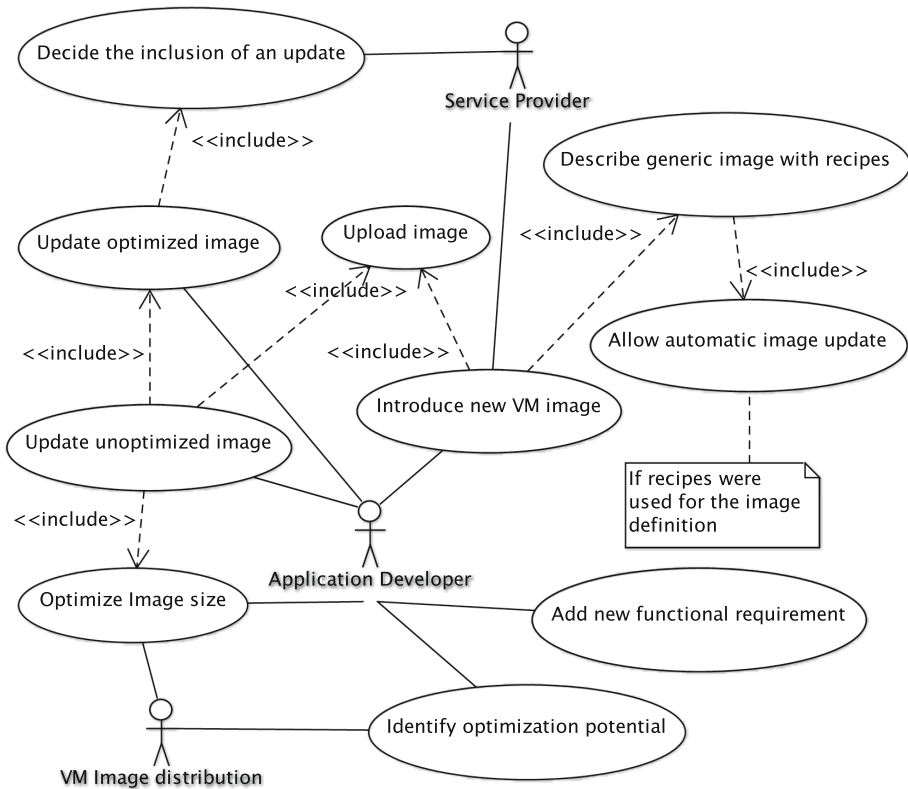 Decide the inclusion of an update
Service Provider
<<include>>
Describe generic image with recipes
Update optimized image
Upload image
<<include>>
<<include>>
<<include>>
Allow automatic image update
<<include>>
<<include>>
Introduce new VM image
Update unoptimized image
If recipes were
used for the image
definition
<<include>>
Application Developer
Optimize Image size
Add new functional requirement
Identify optimization potential
VM Image distribution